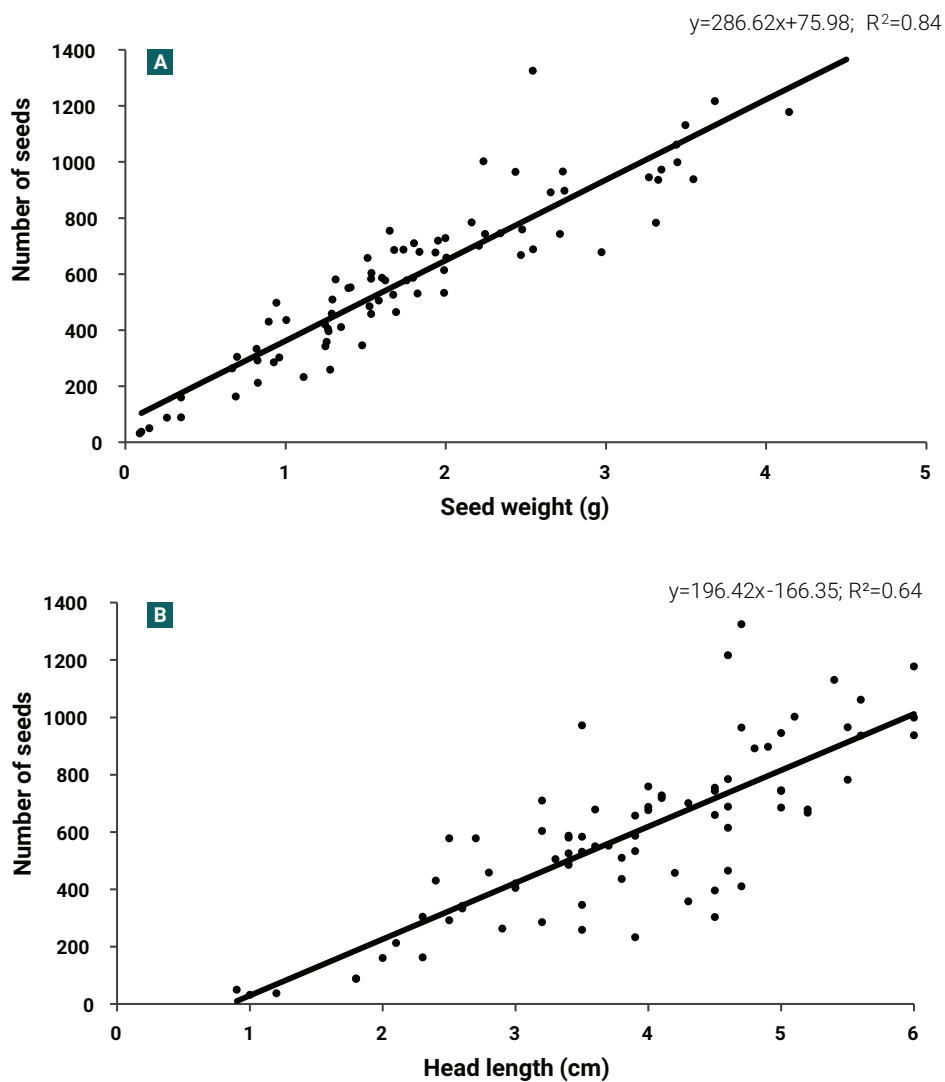 y=286.62x+75.98; R²=0.84
A
Number of seeds
1400
1200
1000
800
600
400
200
0
0 1 2 3 4 5
Seed weight (g)
y=196.42x-166.35; R²=0.64
B
Number of seeds
1400
1200
1000
800
600
400
200
0
0 1 2 3 4 5 6
Head length (cm)